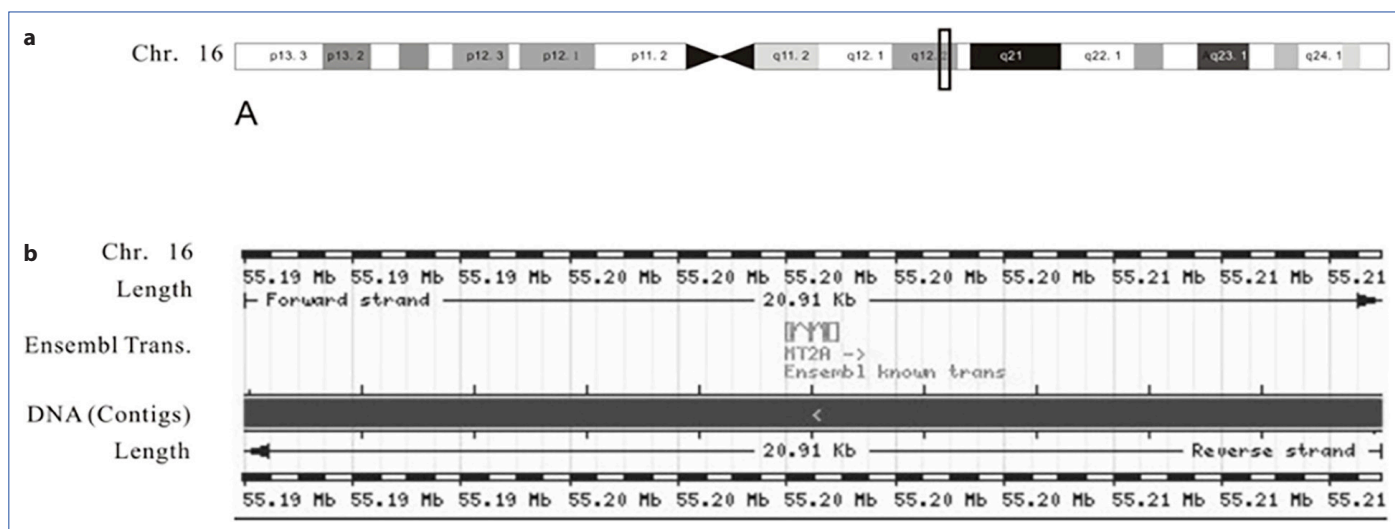 a
Chr. 16 p13.3 p13.2 p12.3 p12.1 p11.2 q11.2 q12.1 q12.2 q21 q22.1 q23.1 q24.1
A
b
Chr. 16
55.19 Mb 55.19 Mb 55.19 Mb 55.20 Mb 55.20 Mb 55.20 Mb 55.20 Mb 55.20 Mb 55.21 Mb 55.21 Mb 55.21
Length
Forward strand 20.91 Kb
Ensembl Trans.
MT2A ->
Ensembl known trans
DNA (Contigs) <
Length 20.91 Kb Reverse strand
55.19 Mb 55.19 Mb 55.19 Mb 55.20 Mb 55.20 Mb 55.20 Mb 55.20 Mb 55.20 Mb 55.21 Mb 55.21 Mb 55.21